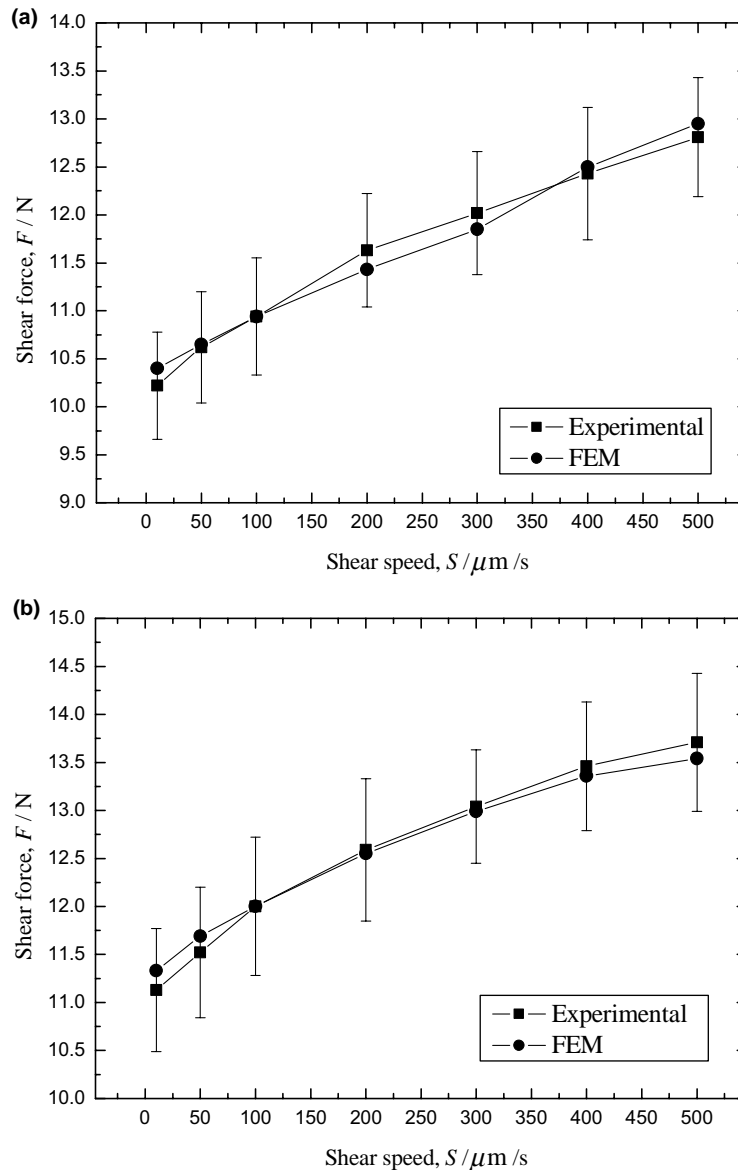 (a)
14.0
13.5
13.0
12.5
12.0
11.5
11.0
10.5
10.0
9.5
9.0
Shear force, F / N
Experimental
FEM
0 50 100 150 200 250 300 350 400 450 500
Shear speed, S /μm /s
(b)
15.0
14.5
14.0
13.5
13.0
12.5
12.0
11.5
11.0
10.5
10.0
Shear force, F / N
Experimental
FEM
0 50 100 150 200 250 300 350 400 450 500
Shear speed, S /μm /s